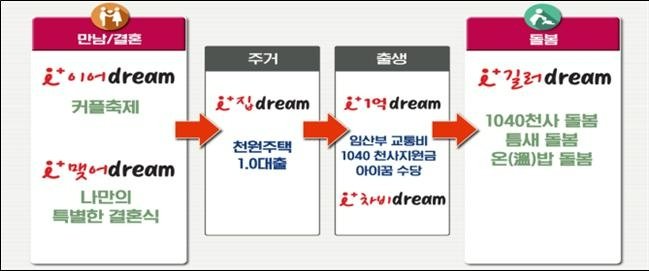 만남/결혼
i+이어dream
커플축제
i+맺어dream
나만의
특별한 결혼식
주거
i+집dream
천원주택
1.0대출
출생
i+1억dream
임산부 교통비
1040 천사지원금
아이꿈 수당
i+차비dream
돌봄
i+길러dream
1040천사 돌봄
틈새 돌봄
온(溫)밥 돌봄